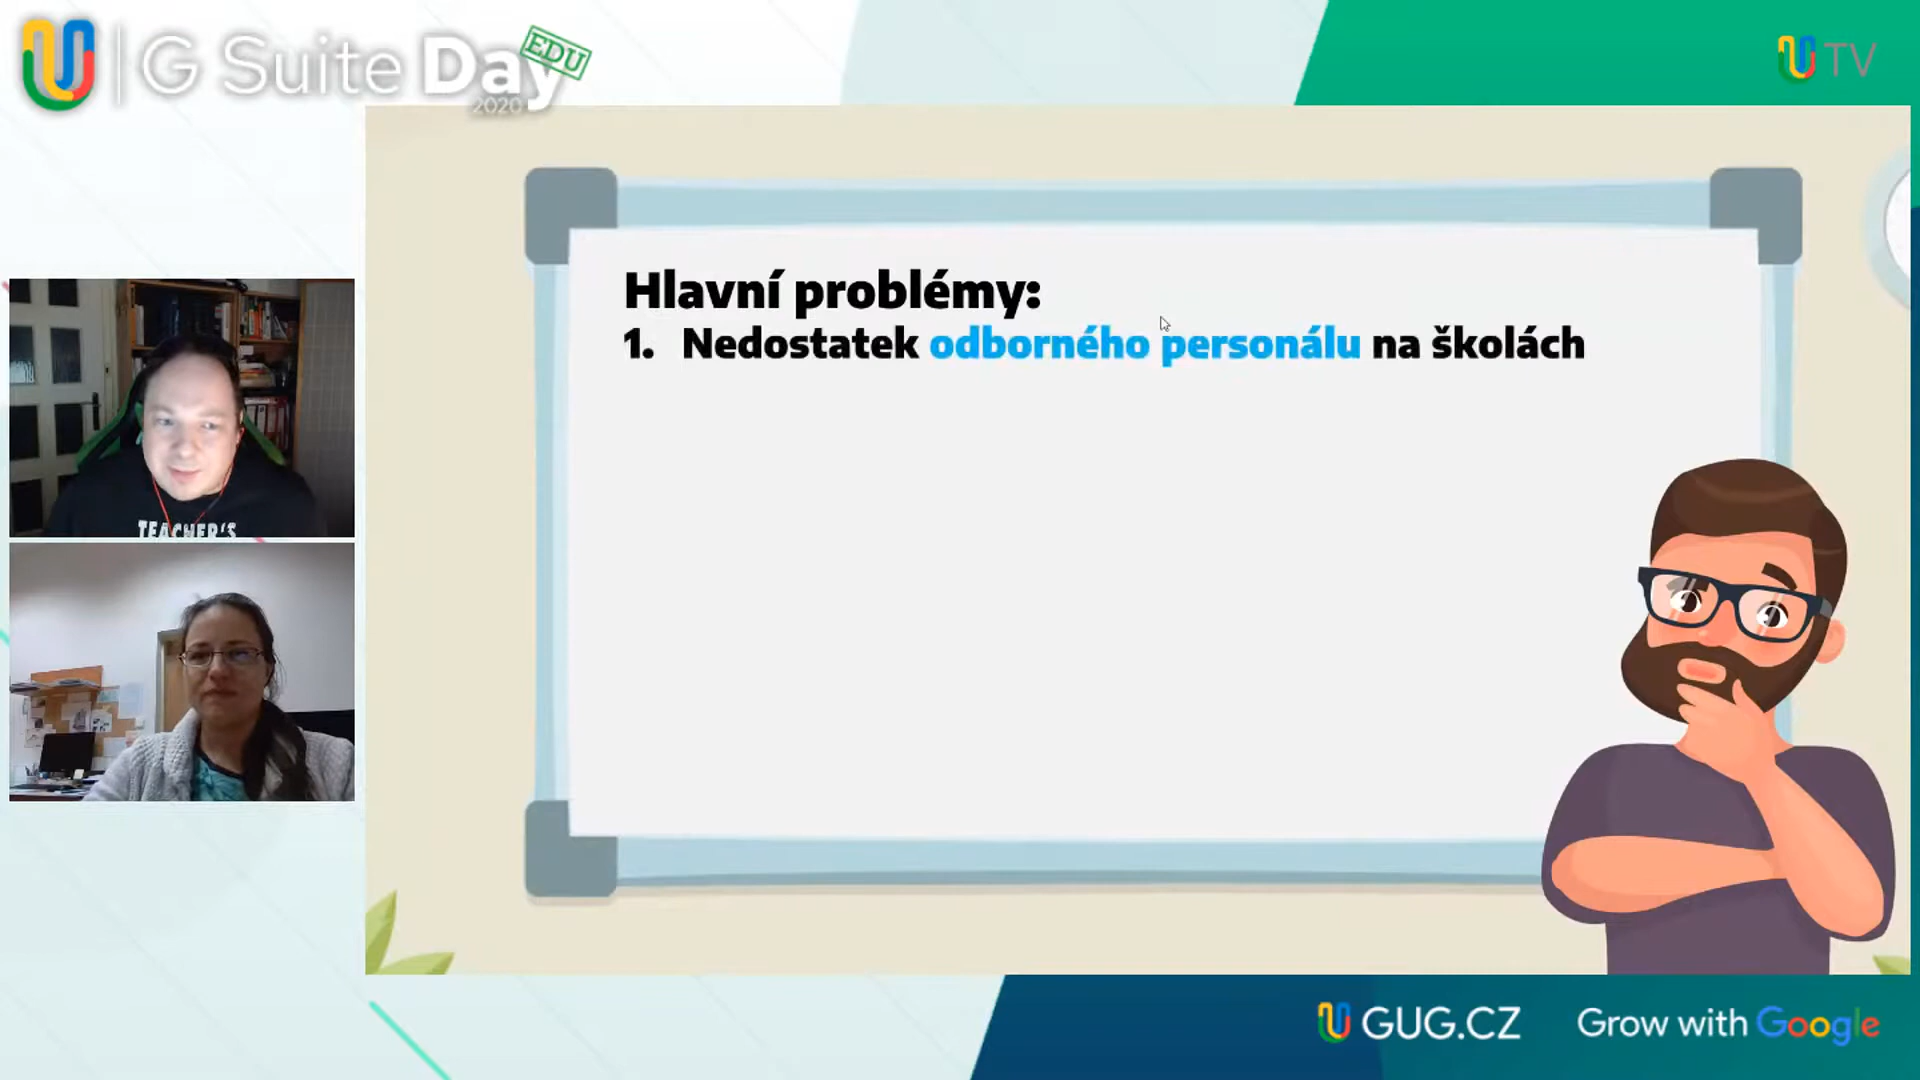 G Suite Day
EDU
2020
TV
Hlavní problémy:
1. Nedostatek odborného personálu na školách
TEACHER'S
GUG.CZ
Grow with Google